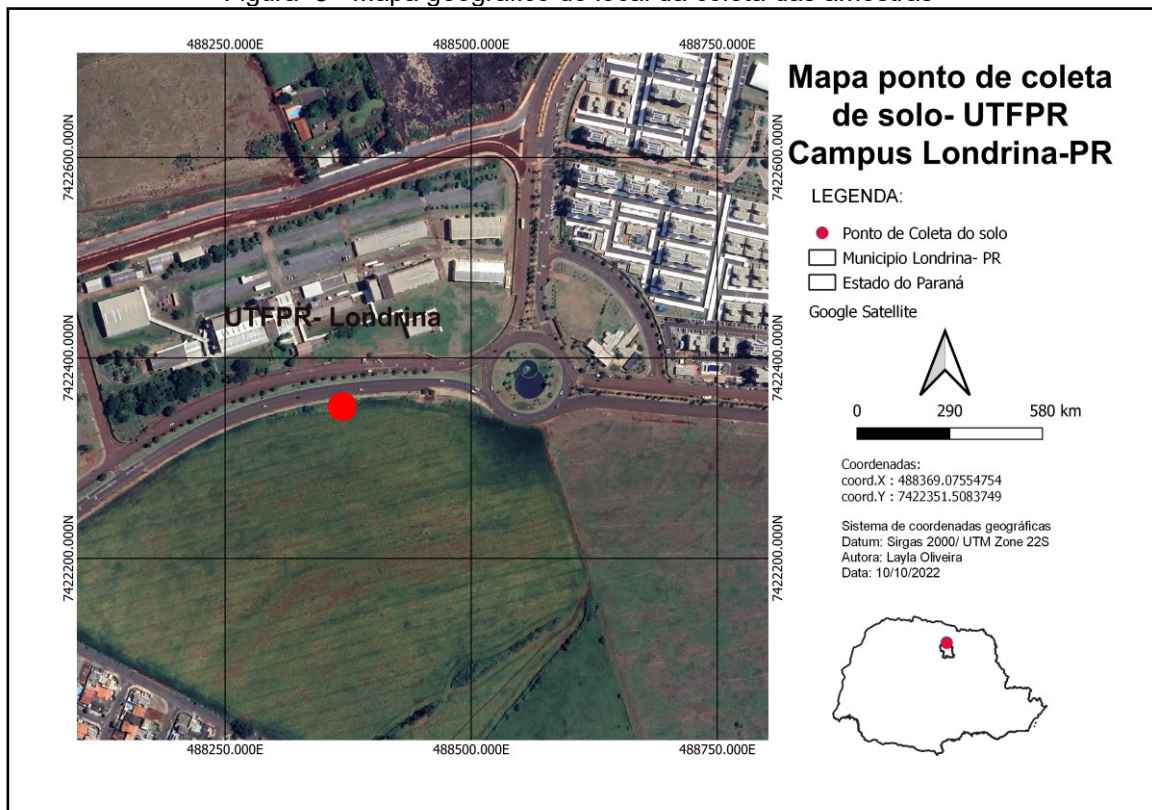 488250.000E 488500.000E 488750.000E
7422600.000N
7422400.000N
7422200.000N
UTFPR- Londrina
7422600.000N
7422400.000N
7422200.000N
488250.000E 488500.000E 488750.000E
Mapa ponto de coleta
de solo- UTFPR
Campus Londrina-PR
LEGENDA:
Ponto de Coleta do solo
Municipio Londrina- PR
Estado do Paraná
Google Satellite
0 290 580 km
Coordenadas:
coord.X : 488369.07554754
coord.Y : 7422351.5083749
Sistema de coordenadas geográficas
Datum: Sirgas 2000/ UTM Zone 22S
Autora: Layla Oliveira
Data: 10/10/2022